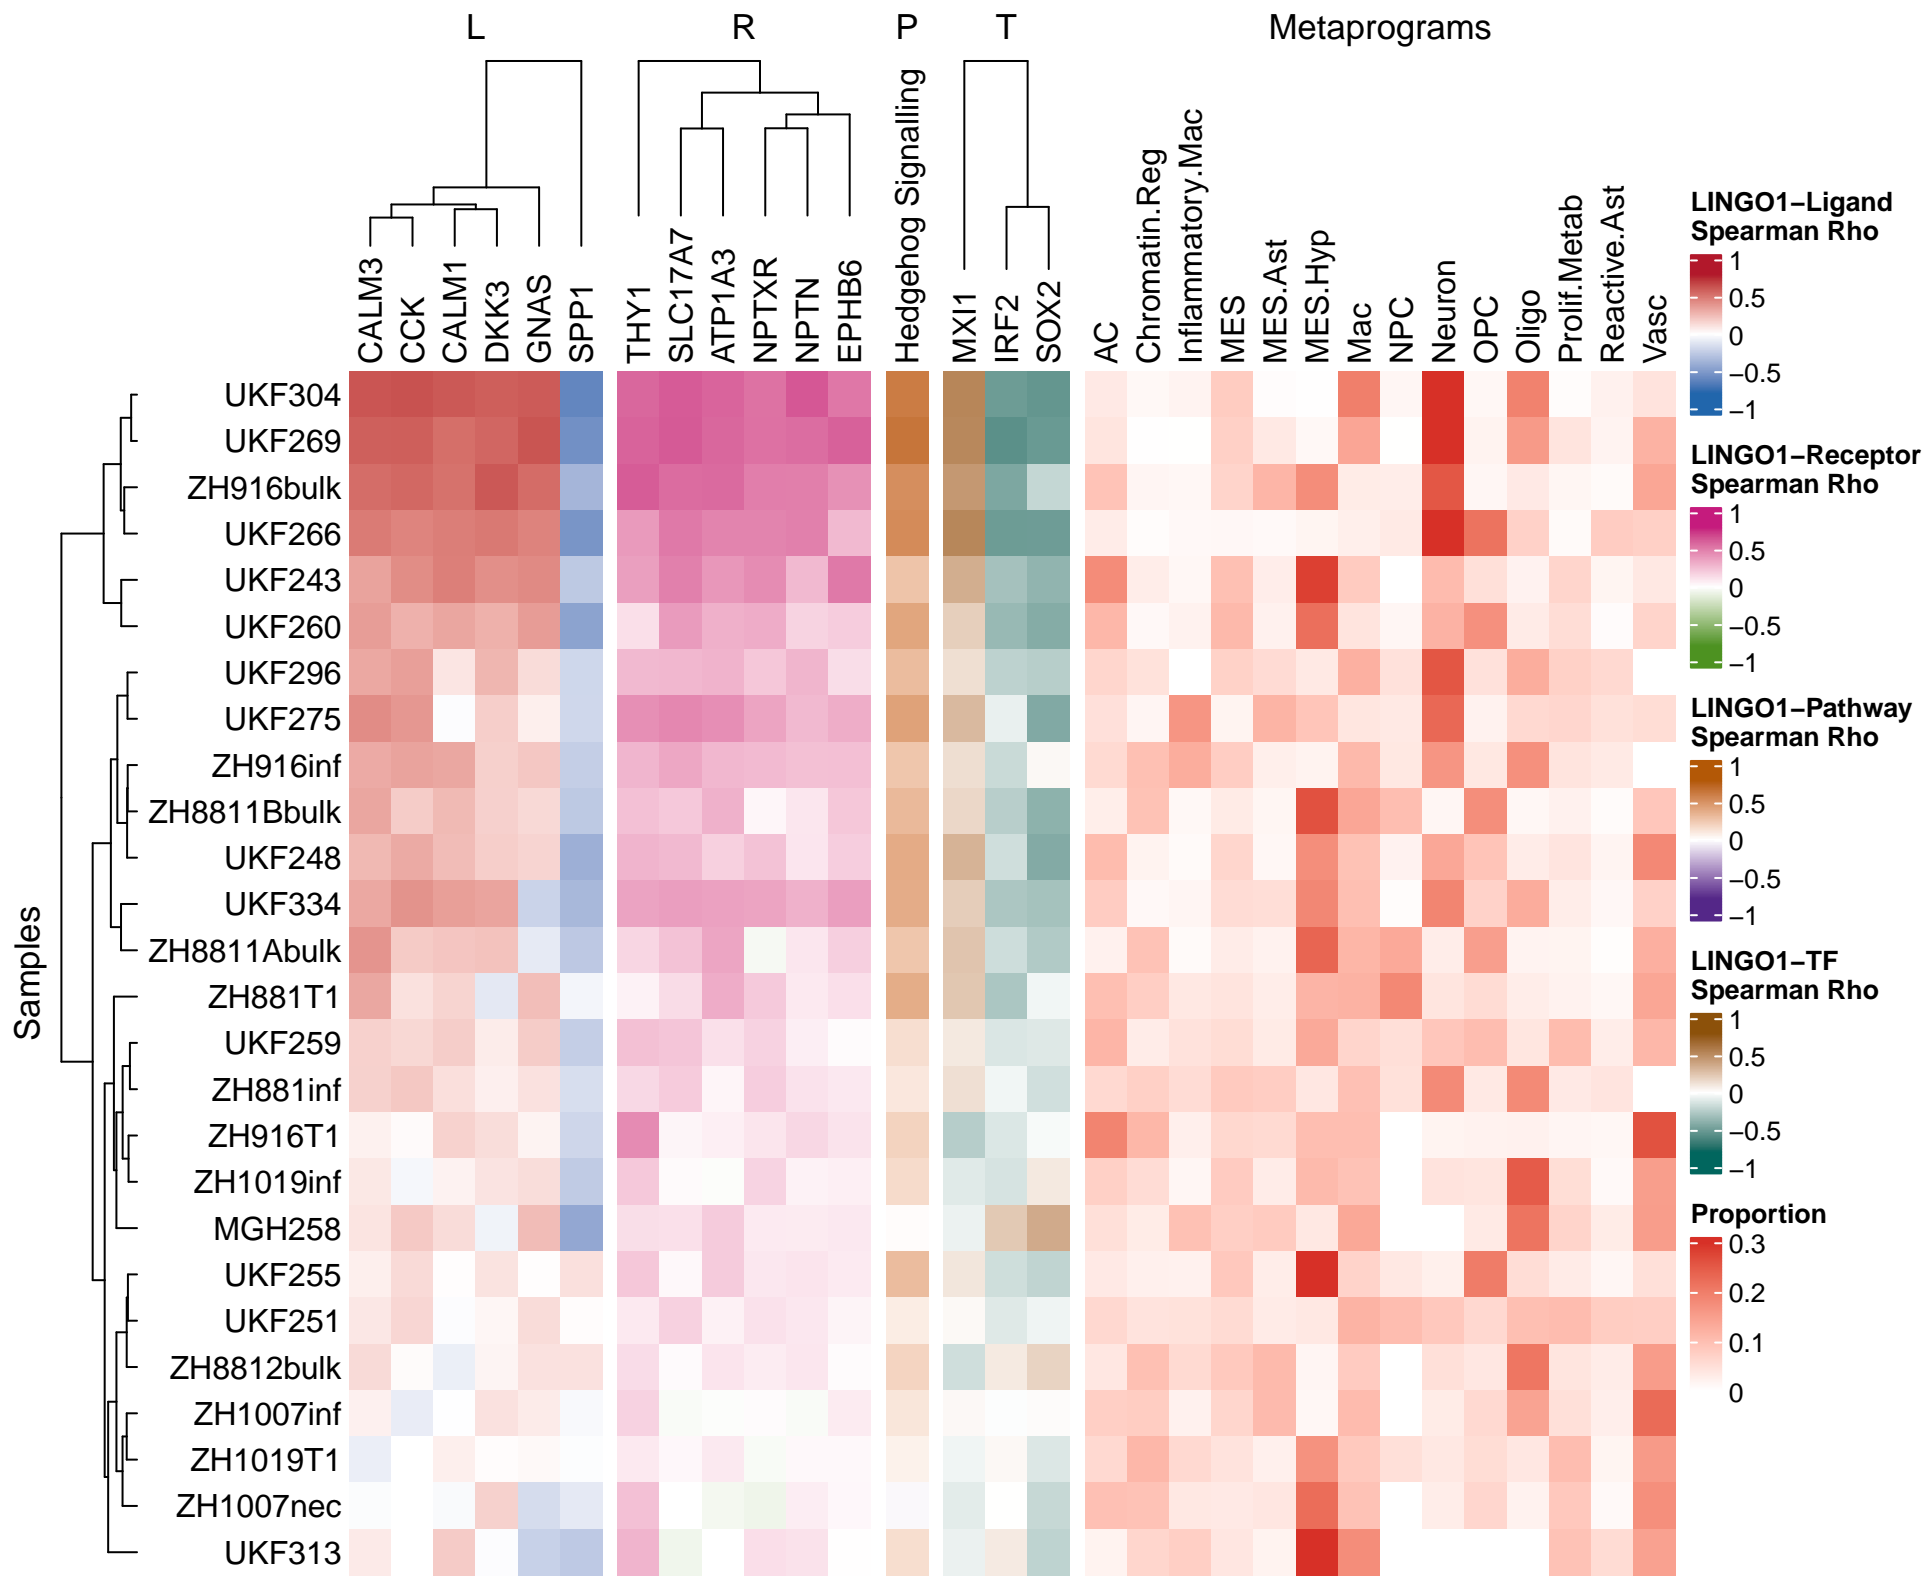 L R P T Metaprograms
CALM3
CCK
CALM1
DKK3
GNAS
SPP1
THY1
SLC17A7
ATP1A3
NPTXR
NPTN
EPHB6
Hedgehog Signalling
MXI1
IRF2
SOX2
AC
Chromatin.Reg
Inflammatory.Mac
MES
MES.Ast
MES.Hyp
Mac
NPC
Neuron
OPC
Oligo
Prolif.Metab
Reactive.Ast
Vasc
Samples
UKF304
UKF269
ZH916bulk
UKF266
UKF243
UKF260
UKF296
UKF275
ZH916inf
ZH8811Bbulk
UKF248
UKF334
ZH8811Abulk
ZH881T1
UKF259
ZH881inf
ZH916T1
ZH1019inf
MGH258
UKF255
UKF251
ZH8812bulk
ZH1007inf
ZH1019T1
ZH1007nec
UKF313
LINGO1−Ligand
Spearman Rho
1
0.5
0
−0.5
−1
LINGO1−Receptor
Spearman Rho
1
0.5
0
−0.5
−1
LINGO1−Pathway
Spearman Rho
1
0.5
0
−0.5
−1
LINGO1−TF
Spearman Rho
1
0.5
0
−0.5
−1
Proportion
0.3
0.2
0.1
0